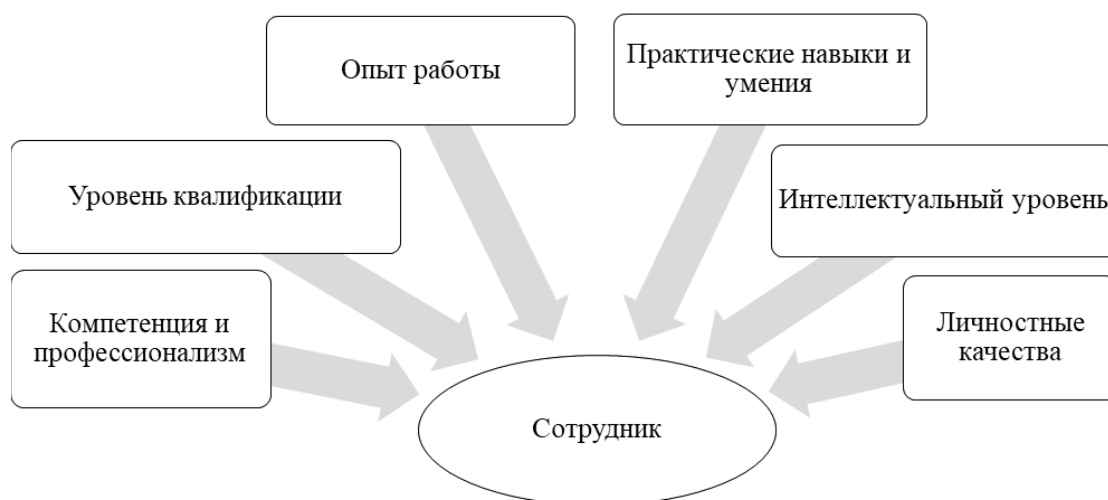 Опыт работы
Практические навыки и
умения
Уровень квалификации
Интеллектуальный уровень
Компетенция и
профессионализм
Личностные
качества
Сотрудник